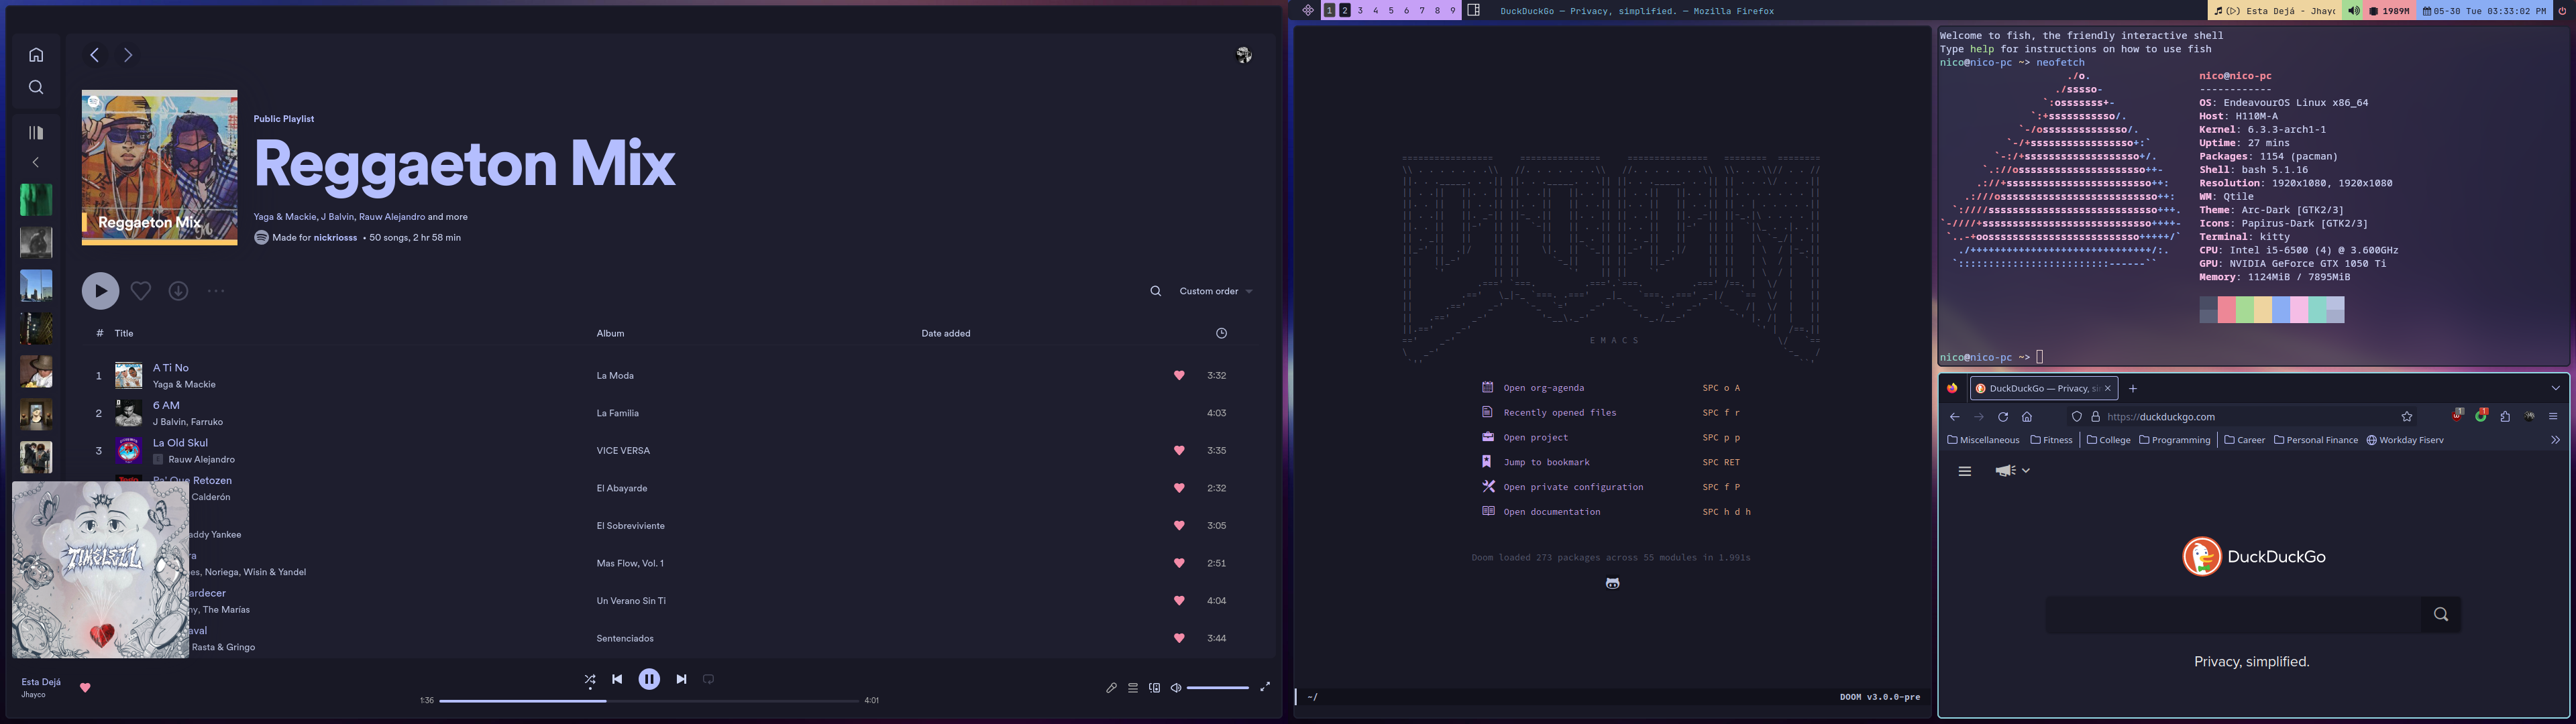 Public Playlist
Reggaeton Mix
Reggaeton Mix
Yaga & Mackie, J Balvin, Rauw Alejandro and more
Made for nickriosss • 50 songs, 2 hr 58 min
Custom order
# Title Album Date added
1 A Ti No La Moda 3:32
Yaga & Mackie
2 6 AM La Familia 4:03
J Balvin, Farruko
3 La Old Skul VICE VERSA 3:35
E Rauw Alejandro
Pa' Que Retozen El Abayarde 2:32
Calderón
El Sobreviviente 3:05
addy Yankee
ra Mas Flow, Vol. 1 2:51
es, Noriega, Wisin & Yandel
ardecer Un Verano Sin Ti 4:04
ny, The Marías
aval Sentenciados 3:44
Rasta & Gringo
TIMELEZZ
Esta Dejá
Jhayco
1:36 4:01
1 2 3 4 5 6 7 8 9 DuckDuckGo — Privacy, simplified. — Mozilla Firefox
Esta Dejá - Jhayc 1989M 05-30 Tue 03:33:02 PM
EMACS
Open org-agenda SPC o A
Recently opened files SPC f r
Open project SPC p p
Jump to bookmark SPC RET
Open private configuration SPC f P
Open documentation SPC h d h
Doom loaded 273 packages across 55 modules in 1.991s
~/ DOOM v3.0.0-pre
Welcome to fish, the friendly interactive shell
Type help for instructions on how to use fish
nico@nico-pc ~> neofetch
nico@nico-pc
------------
OS: EndeavourOS Linux x86_64
Host: H110M-A
Kernel: 6.3.3-arch1-1
Uptime: 27 mins
Packages: 1154 (pacman)
Shell: bash 5.1.16
Resolution: 1920x1080, 1920x1080
WM: Qtile
Theme: Arc-Dark [GTK2/3]
Icons: Papirus-Dark [GTK2/3]
Terminal: kitty
CPU: Intel i5-6500 (4) @ 3.600GHz
GPU: NVIDIA GeForce GTX 1050 Ti
Memory: 1124MiB / 7895MiB
nico@nico-pc ~>
DuckDuckGo — Privacy, si
https://duckduckgo.com
Miscellaneous Fitness College Programming Career Personal Finance Workday Fiserv
DuckDuckGo
Privacy, simplified.